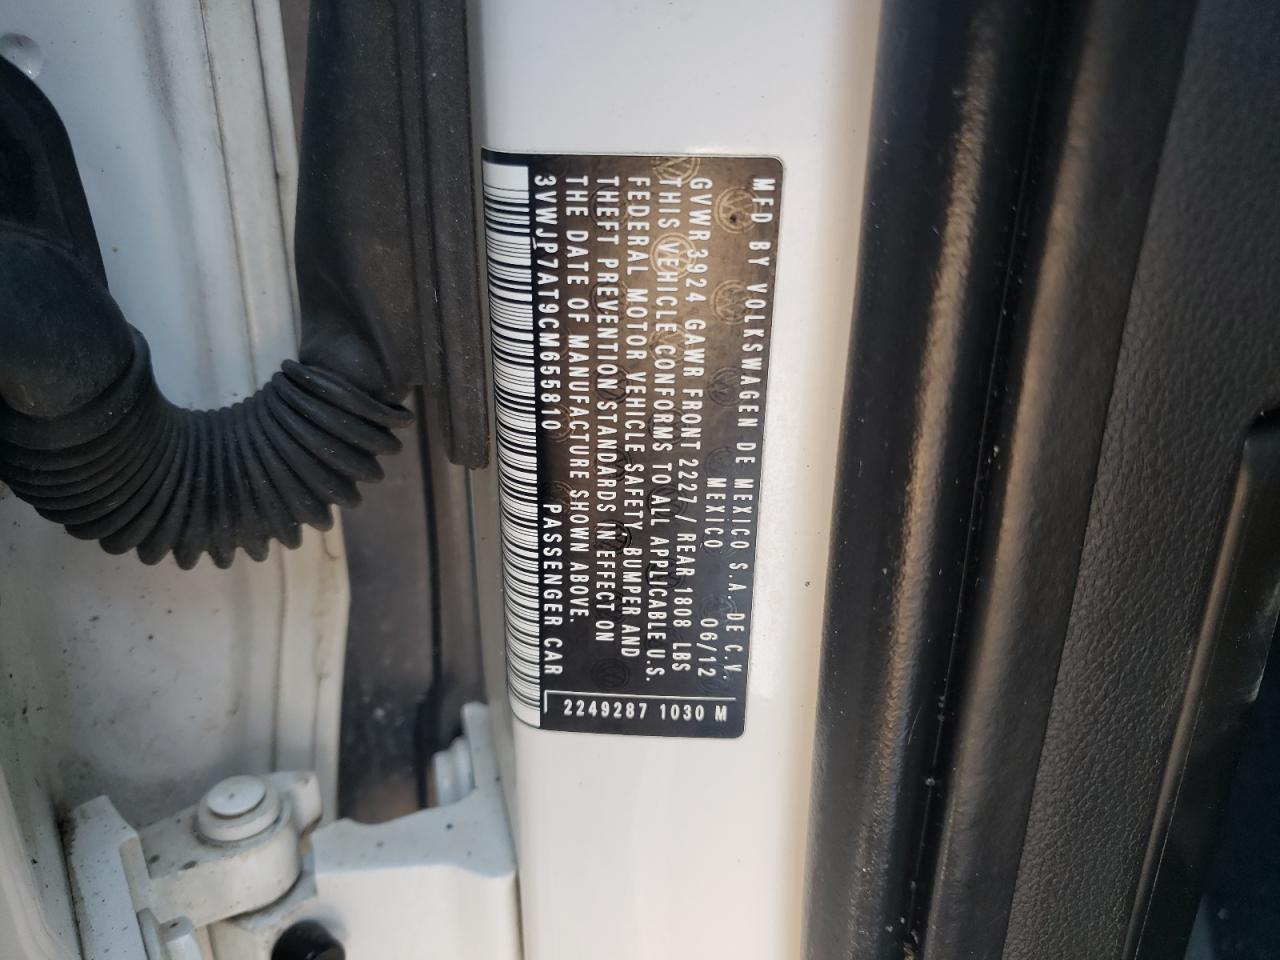 MFD BY VOLKSWAGEN DE MEXICO S.A. DE C.V.
MEXICO 06/12
GVWR 3924 GAWR FRONT 2227 / REAR 1808 LBS
THIS VEHICLE CONFORMS TO ALL APPLICABLE U.S.
FEDERAL MOTOR VEHICLE SAFETY, BUMPER AND
THEFT PREVENTION STANDARDS IN EFFECT ON
THE DATE OF MANUFACTURE SHOWN ABOVE.
3VWJP7AT9CM655810 PASSENGER CAR
2249287 1030 M